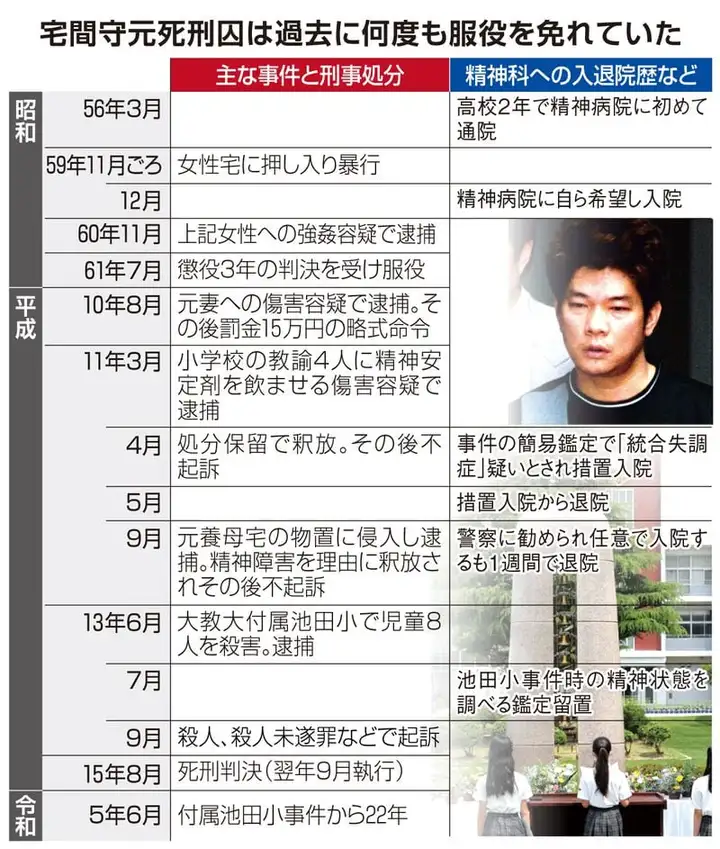 宅間守元死刑囚は過去に何度も服役を免れていた
主な事件と刑事処分
精神科への入退院歴など
昭和
56年3月
高校2年で精神病院に初めて
通院
59年11月ごろ
女性宅に押し入り暴行
12月
精神病院に自ら希望し入院
60年11月
上記女性への強姦容疑で逮捕
61年7月
懲役3年の判決を受け服役
平成
10年8月
元妻への傷害容疑で逮捕。そ
の後罰金15万円の略式命令
11年3月
小学校の教諭4人に精神安
定剤を飲ませる傷害容疑で
逮捕
4月
処分保留で釈放。その後不
起訴
事件の簡易鑑定で「統合失調
症」疑いとされ措置入院
5月
措置入院から退院
9月
元養母宅の物置に侵入し逮
捕。精神障害を理由に釈放さ
れその後不起訴
警察に勧められ任意で入院す
るも1週間で退院
13年6月
大教大付属池田小で児童8
人を殺害。逮捕
7月
池田小事件時の精神状態を
調べる鑑定留置
9月
殺人、殺人未遂罪などで起訴
15年8月
死刑判決(翌年9月執行)
令和
5年6月
付属池田小事件から22年